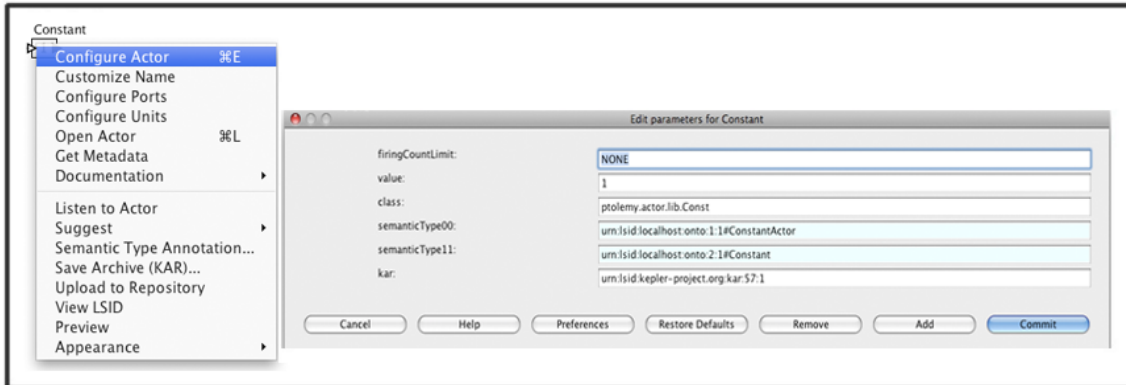 Constant
Configure Actor ⌘E
Customize Name
Configure Ports
Configure Units
Open Actor ⌘L
Get Metadata
Documentation
Listen to Actor
Suggest
Semantic Type Annotation...
Save Archive (KAR)...
Upload to Repository
View LSID
Preview
Appearance
Edit parameters for Constant
firingCountLimit: NONE
value: 1
class: ptolemy.actor.lib.Const
semanticType00: urn:lsid:localhost:onto:1:1#ConstantActor
semanticType11: urn:lsid:localhost:onto:2:1#Constant
kar: urn:lsid:kepler-project.org:kar:57:1
Cancel Help Preferences Restore Defaults Remove Add Commit